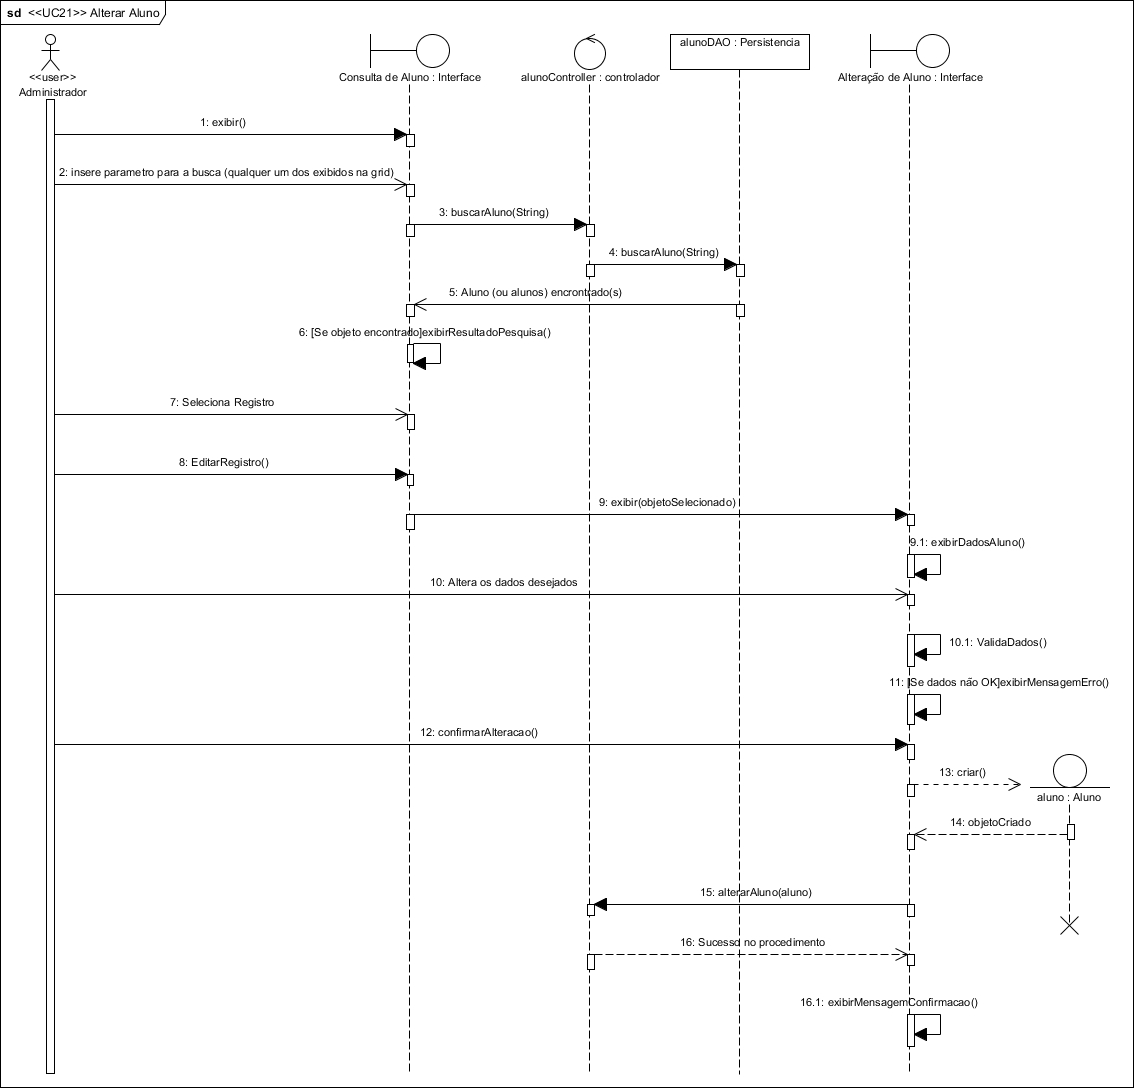 sd <<UC21>> Alterar Aluno
<<user>>
Administrador
Consulta de Aluno : Interface
alunoController : controlador
alunoDAO : Persistencia
Alteração de Aluno : Interface
1: exibir()
2: insere parametro para a busca (qualquer um dos exibidos na grid)
3: buscarAluno(String)
4: buscarAluno(String)
5: Aluno (ou alunos) encrontrado(s)
6: [Se objeto encontrado]exibirResultadoPesquisa()
7: Seleciona Registro
8: EditarRegistro()
9: exibir(objetoSelecionado)
9.1: exibirDadosAluno()
10: Altera os dados desejados
10.1: ValidaDados()
11: [Se dados não OK]exibirMensagemErro()
12: confirmarAlteracao()
13: criar()
aluno : Aluno
14: objetoCriado
15: alterarAluno(aluno)
16: Sucesso no procedimento
16.1: exibirMensagemConfirmacao()